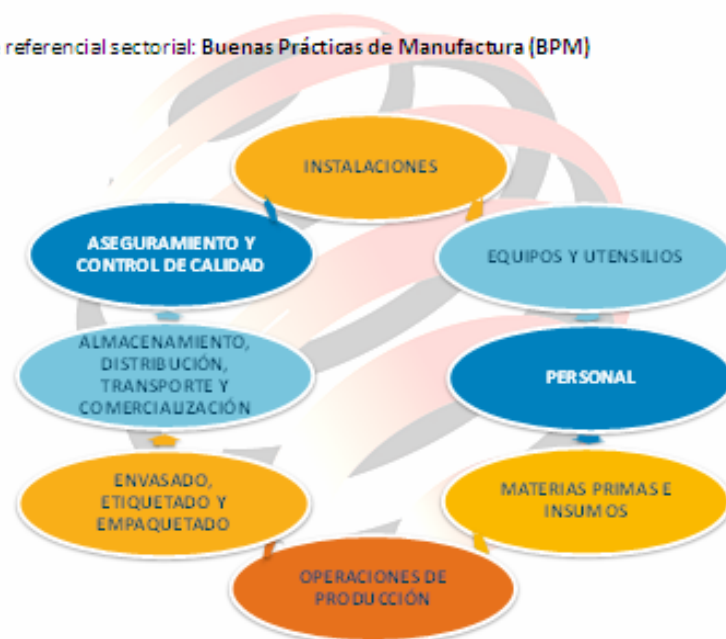 referencial sectorial: Buenas Prácticas de Manufactura (BPM)
INSTALACIONES
EQUIPOS Y UTENSILIOS
PERSONAL
MATERIAS PRIMAS E
INSUMOS
OPERACIONES DE
PRODUCCIÓN
ENVASADO,
ETIQUETADO Y
EMPAQUETADO
ALMACENAMIENTO,
DISTRIBUCIÓN,
TRANSPORTE Y
COMERCIALIZACIÓN
ASEGURAMIENTO Y
CONTROL DE CALIDAD